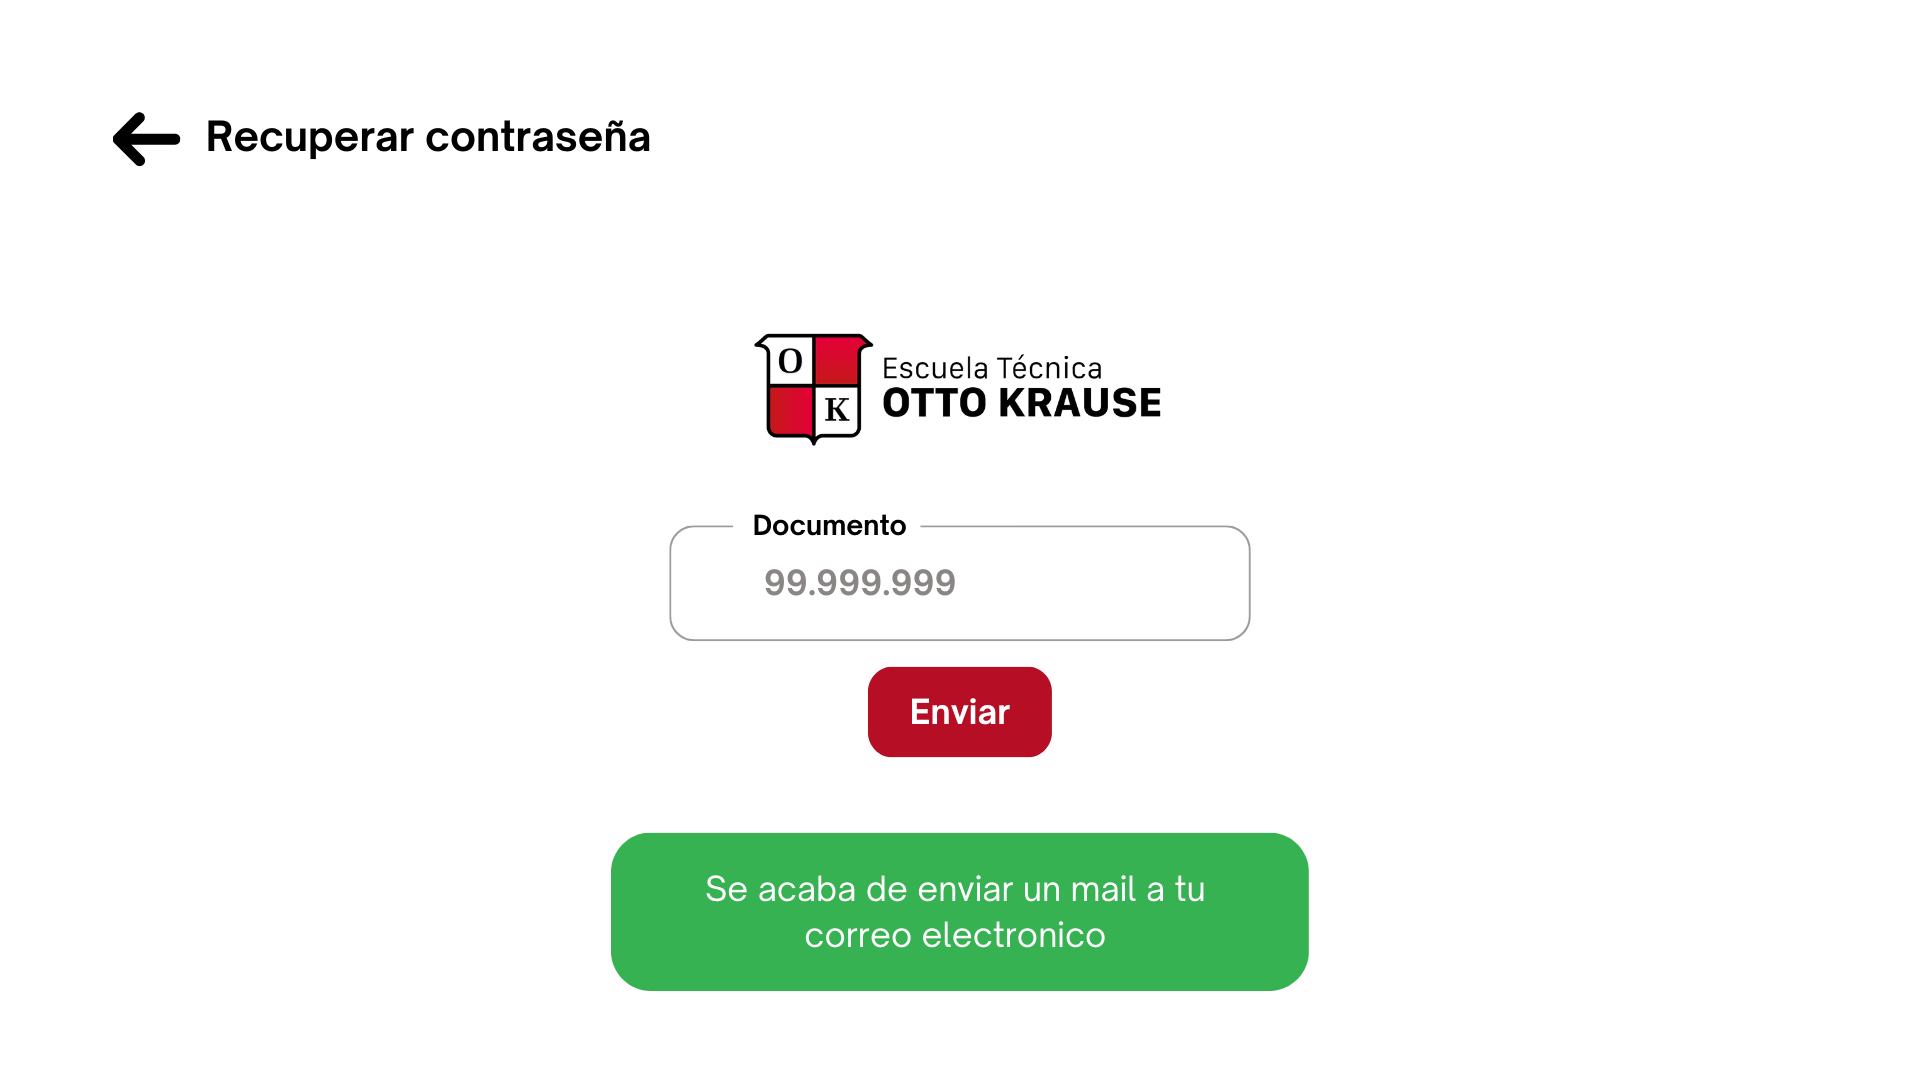 Recuperar contraseña
O
K
Escuela Técnica
OTTO KRAUSE
Documento
99.999.999
Enviar
Se acaba de enviar un mail a tu
correo electronico